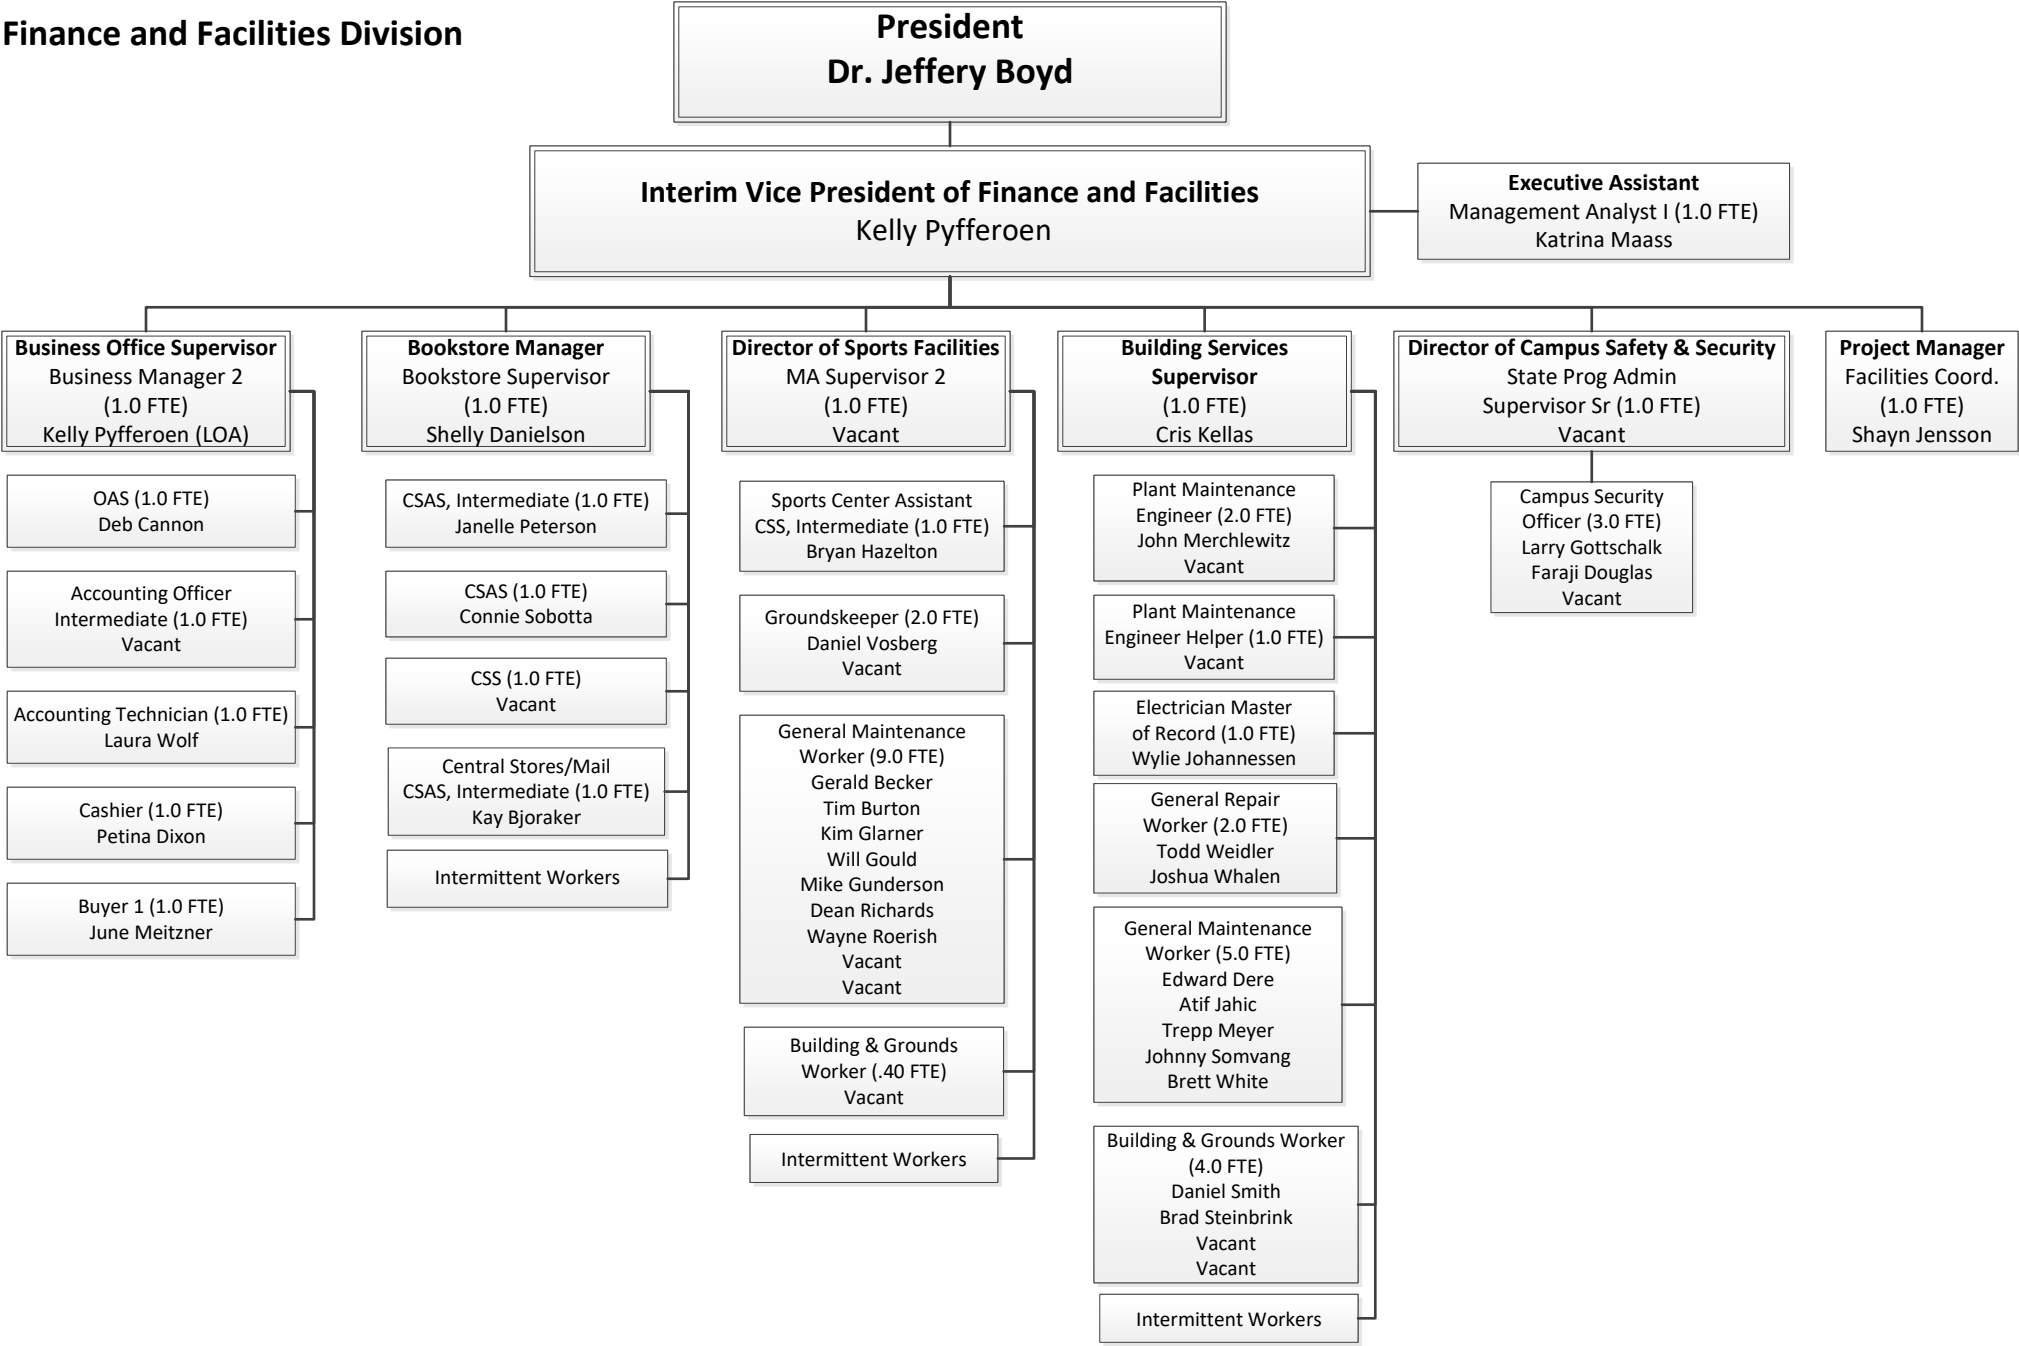 Finance and Facilities Division
President
Dr. Jeffery Boyd
Interim Vice President of Finance and Facilities
Kelly Pyfferoen
Executive Assistant
Management Analyst I (1.0 FTE)
Katrina Maass
Business Office Supervisor
Business Manager 2
(1.0 FTE)
Kelly Pyfferoen (LOA)
OAS (1.0 FTE)
Deb Cannon
Accounting Officer
Intermediate (1.0 FTE)
Vacant
Accounting Technician (1.0 FTE)
Laura Wolf
Cashier (1.0 FTE)
Petina Dixon
Buyer 1 (1.0 FTE)
June Meitzner
Bookstore Manager
Bookstore Supervisor
(1.0 FTE)
Shelly Danielson
CSAS, Intermediate (1.0 FTE)
Janelle Peterson
CSAS (1.0 FTE)
Connie Sobotta
CSS (1.0 FTE)
Vacant
Central Stores/Mail
CSAS, Intermediate (1.0 FTE)
Kay Bjoraker
Intermittent Workers
Director of Sports Facilities
MA Supervisor 2
(1.0 FTE)
Vacant
Sports Center Assistant
CSS, Intermediate (1.0 FTE)
Bryan Hazelton
Groundskeeper (2.0 FTE)
Daniel Vosberg
Vacant
General Maintenance
Worker (9.0 FTE)
Gerald Becker
Tim Burton
Kim Glarner
Will Gould
Mike Gunderson
Dean Richards
Wayne Roerish
Vacant
Vacant
Building & Grounds
Worker (.40 FTE)
Vacant
Intermittent Workers
Building Services
Supervisor
(1.0 FTE)
Cris Kellas
Plant Maintenance
Engineer (2.0 FTE)
John Merchlewitz
Vacant
Plant Maintenance
Engineer Helper (1.0 FTE)
Vacant
Electrician Master
of Record (1.0 FTE)
Wylie Johannessen
General Repair
Worker (2.0 FTE)
Todd Weidler
Joshua Whalen
General Maintenance
Worker (5.0 FTE)
Edward Dere
Atif Jahic
Trepp Meyer
Johnny Somvang
Brett White
Building & Grounds Worker
(4.0 FTE)
Daniel Smith
Brad Steinbrink
Vacant
Vacant
Intermittent Workers
Director of Campus Safety & Security
State Prog Admin
Supervisor Sr (1.0 FTE)
Vacant
Campus Security
Officer (3.0 FTE)
Larry Gottschalk
Faraji Douglas
Vacant
Project Manager
Facilities Coord.
(1.0 FTE)
Shayn Jensson